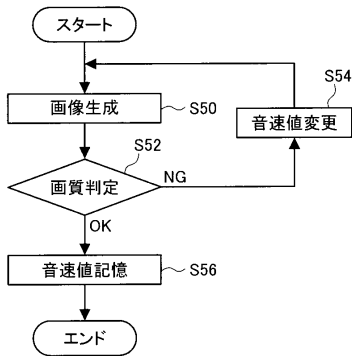 スタート
S54
画像生成
S50
音速値変更
S52
画質判定
NG
OK
音速値記憶
S56
エンド